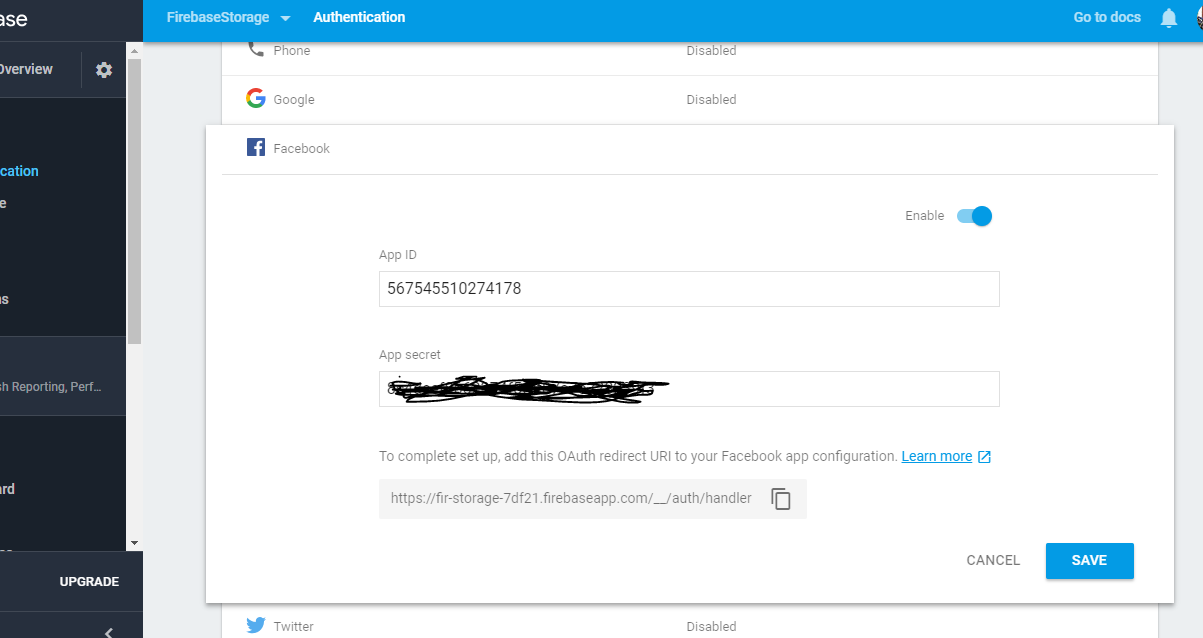 ase
FirebaseStorage Authentication Go to docs
Overview
Phone Disabled
Google Disabled
Facebook
cation
e
Enable
App ID
567545510274178
ns
App secret
sh Reporting, Perf...
To complete set up, add this OAuth redirect URI to your Facebook app configuration. Learn more
https://fir-storage-7df21.firebaseapp.com/__/auth/handler
ard
CANCEL SAVE
UPGRADE
Twitter Disabled